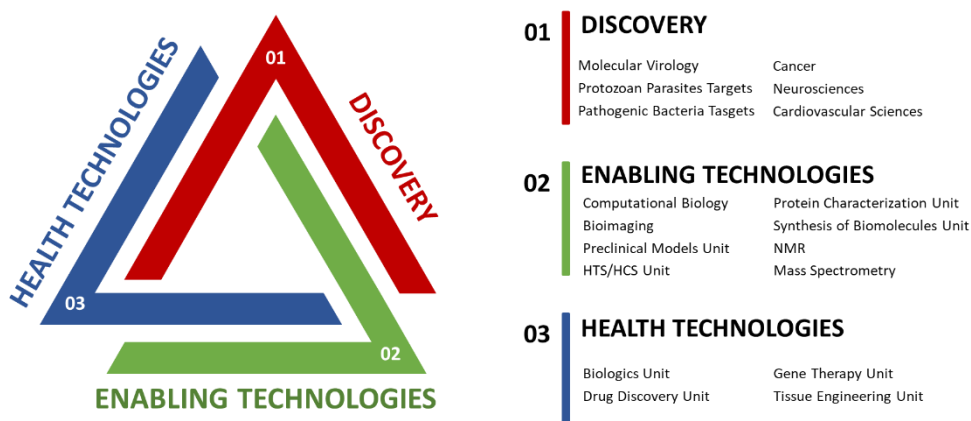 HEALTH TECHNOLOGIES
01
DISCOVERY
03
02
ENABLING TECHNOLOGIES
01 DISCOVERY
Molecular Virology Cancer
Protozoan Parasites Targets Neurosciences
Pathogenic Bacteria Tasgets Cardiovascular Sciences
02 ENABLING TECHNOLOGIES
Computational Biology Protein Characterization Unit
Bioimaging Synthesis of Biomolecules Unit
Preclinical Models Unit NMR
HTS/HCS Unit Mass Spectrometry
03 HEALTH TECHNOLOGIES
Biologics Unit Gene Therapy Unit
Drug Discovery Unit Tissue Engineering Unit